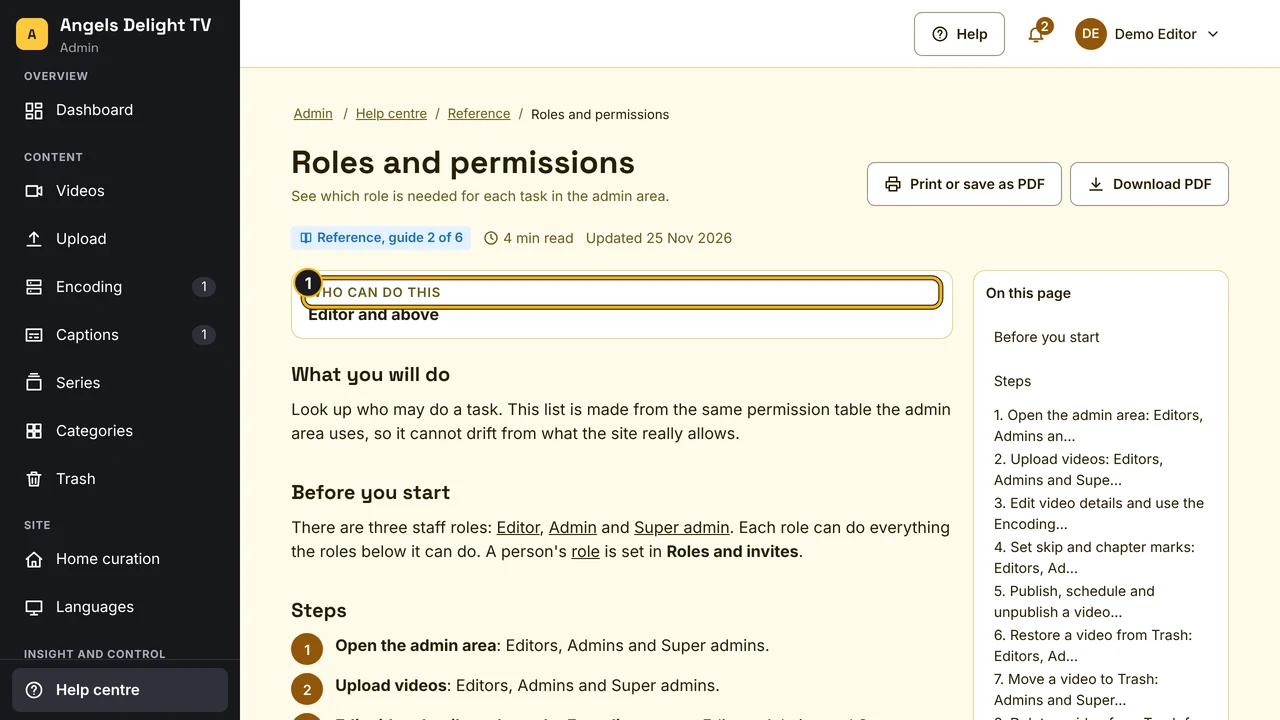 A
Angels Delight TV
Admin
OVERVIEW
Dashboard
CONTENT
Videos
Upload
Encoding 1
Captions 1
Series
Categories
Trash
SITE
Home curation
Languages
INSIGHT AND CONTROL
Help centre
Help
2
DE Demo Editor
Admin / Help centre / Reference / Roles and permissions
Roles and permissions
See which role is needed for each task in the admin area.
Print or save as PDF
Download PDF
Reference, guide 2 of 6
4 min read
Updated 25 Nov 2026
1
WHO CAN DO THIS
Editor and above
What you will do
Look up who may do a task. This list is made from the same permission table the admin
area uses, so it cannot drift from what the site really allows.
Before you start
There are three staff roles: Editor, Admin and Super admin. Each role can do everything
the roles below it can do. A person's role is set in Roles and invites.
Steps
1 Open the admin area: Editors, Admins and Super admins.
2 Upload videos: Editors, Admins and Super admins.
On this page
Before you start
Steps
1. Open the admin area: Editors,
Admins an...
2. Upload videos: Editors,
Admins and Supe...
3. Edit video details and use the
Encoding...
4. Set skip and chapter marks:
Editors, Ad...
5. Publish, schedule and
unpublish a video...
6. Restore a video from Trash:
Editors, Ad...
7. Move a video to Trash:
Admins and Super...